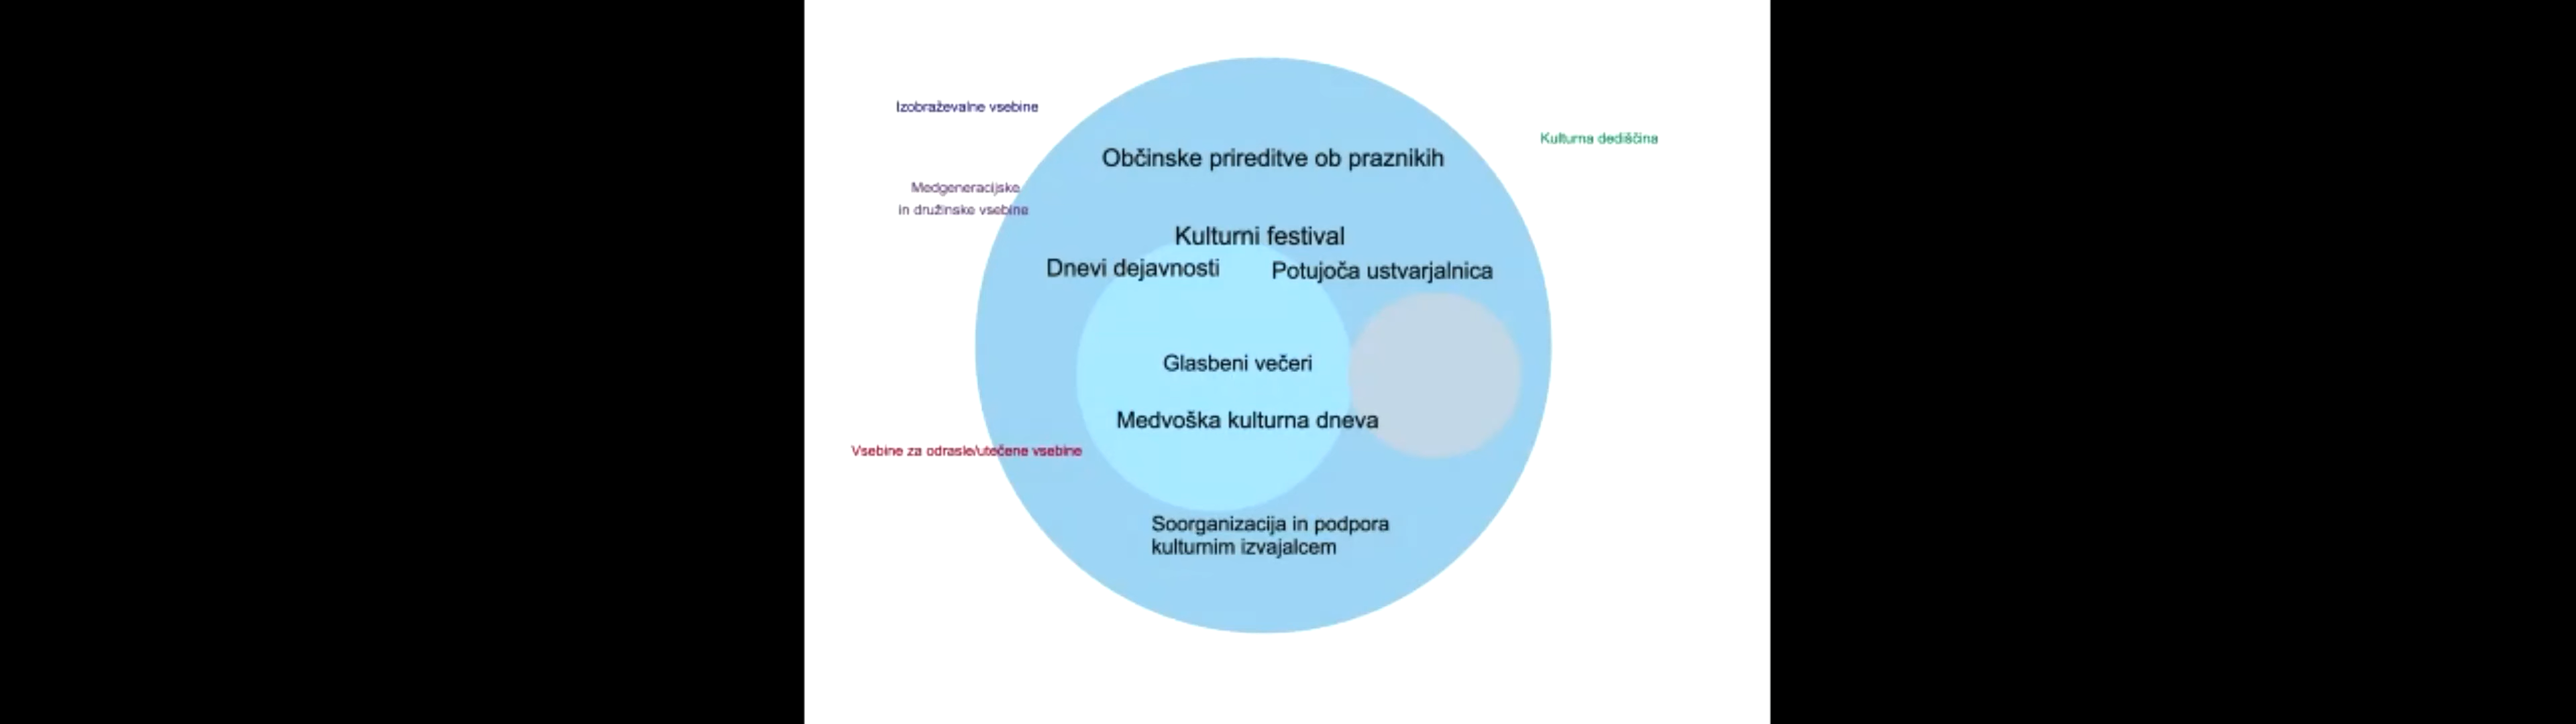 Izobraževalne vsebine
Kulturna dediščina
Občinske prireditve ob praznikih
Medgeneracijske
in družinske vsebine
Kulturni festival
Dnevi dejavnosti
Potujoča ustvarjalnica
Glasbeni večeri
Medvoška kulturna dneva
Vsebine za odrasle/utečene vsebine
Soorganizacija in podpora
kulturnim izvajalcem